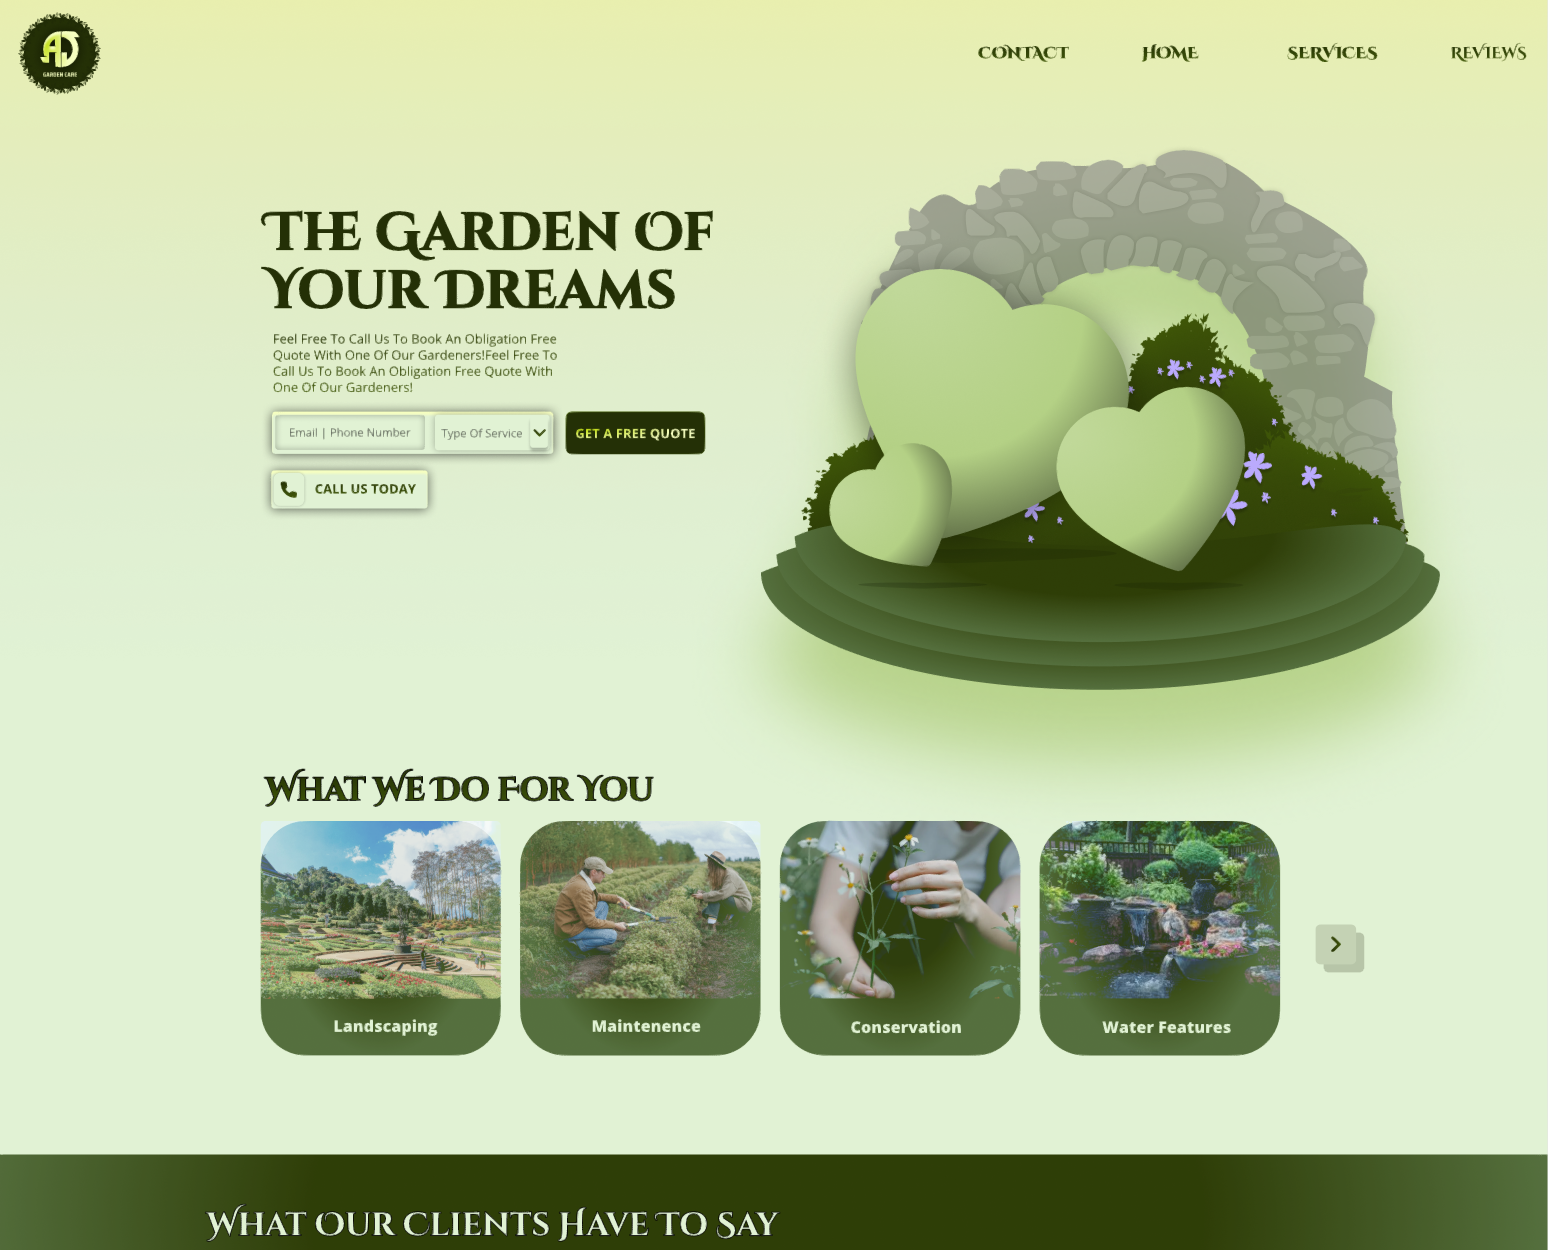 AJ
GARDEN CARE
CONTACT
HOME
SERVICES
REVIEWS
THE GARDEN OF
YOUR DREAMS
Feel Free To Call Us To Book An Obligation Free
Quote With One Of Our Gardeners!Feel Free To
Call Us To Book An Obligation Free Quote With
One Of Our Gardeners!
Email | Phone Number
Type Of Service
GET A FREE QUOTE
CALL US TODAY
WHAT WE DO FOR YOU
Landscaping
Maintenence
Conservation
Water Features
WHAT OUR CLIENTS HAVE TO SAY